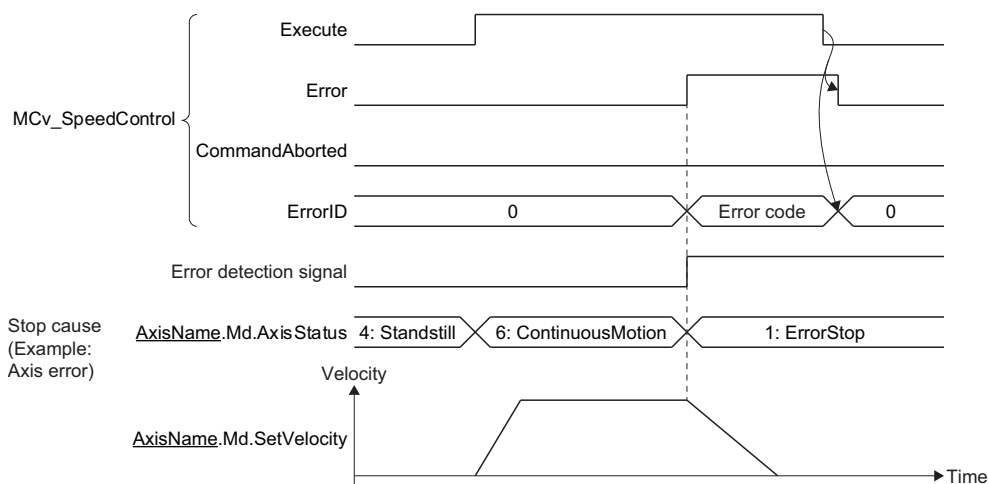 Execute
Error
MCv_SpeedControl
CommandAborted
ErrorID
0
Error code
0
Error detection signal
Stop cause
(Example:
Axis error)
AxisName.Md.AxisStatus
4: Standstill
6: ContinuousMotion
1: ErrorStop
Velocity
AxisName.Md.SetVelocity
Time